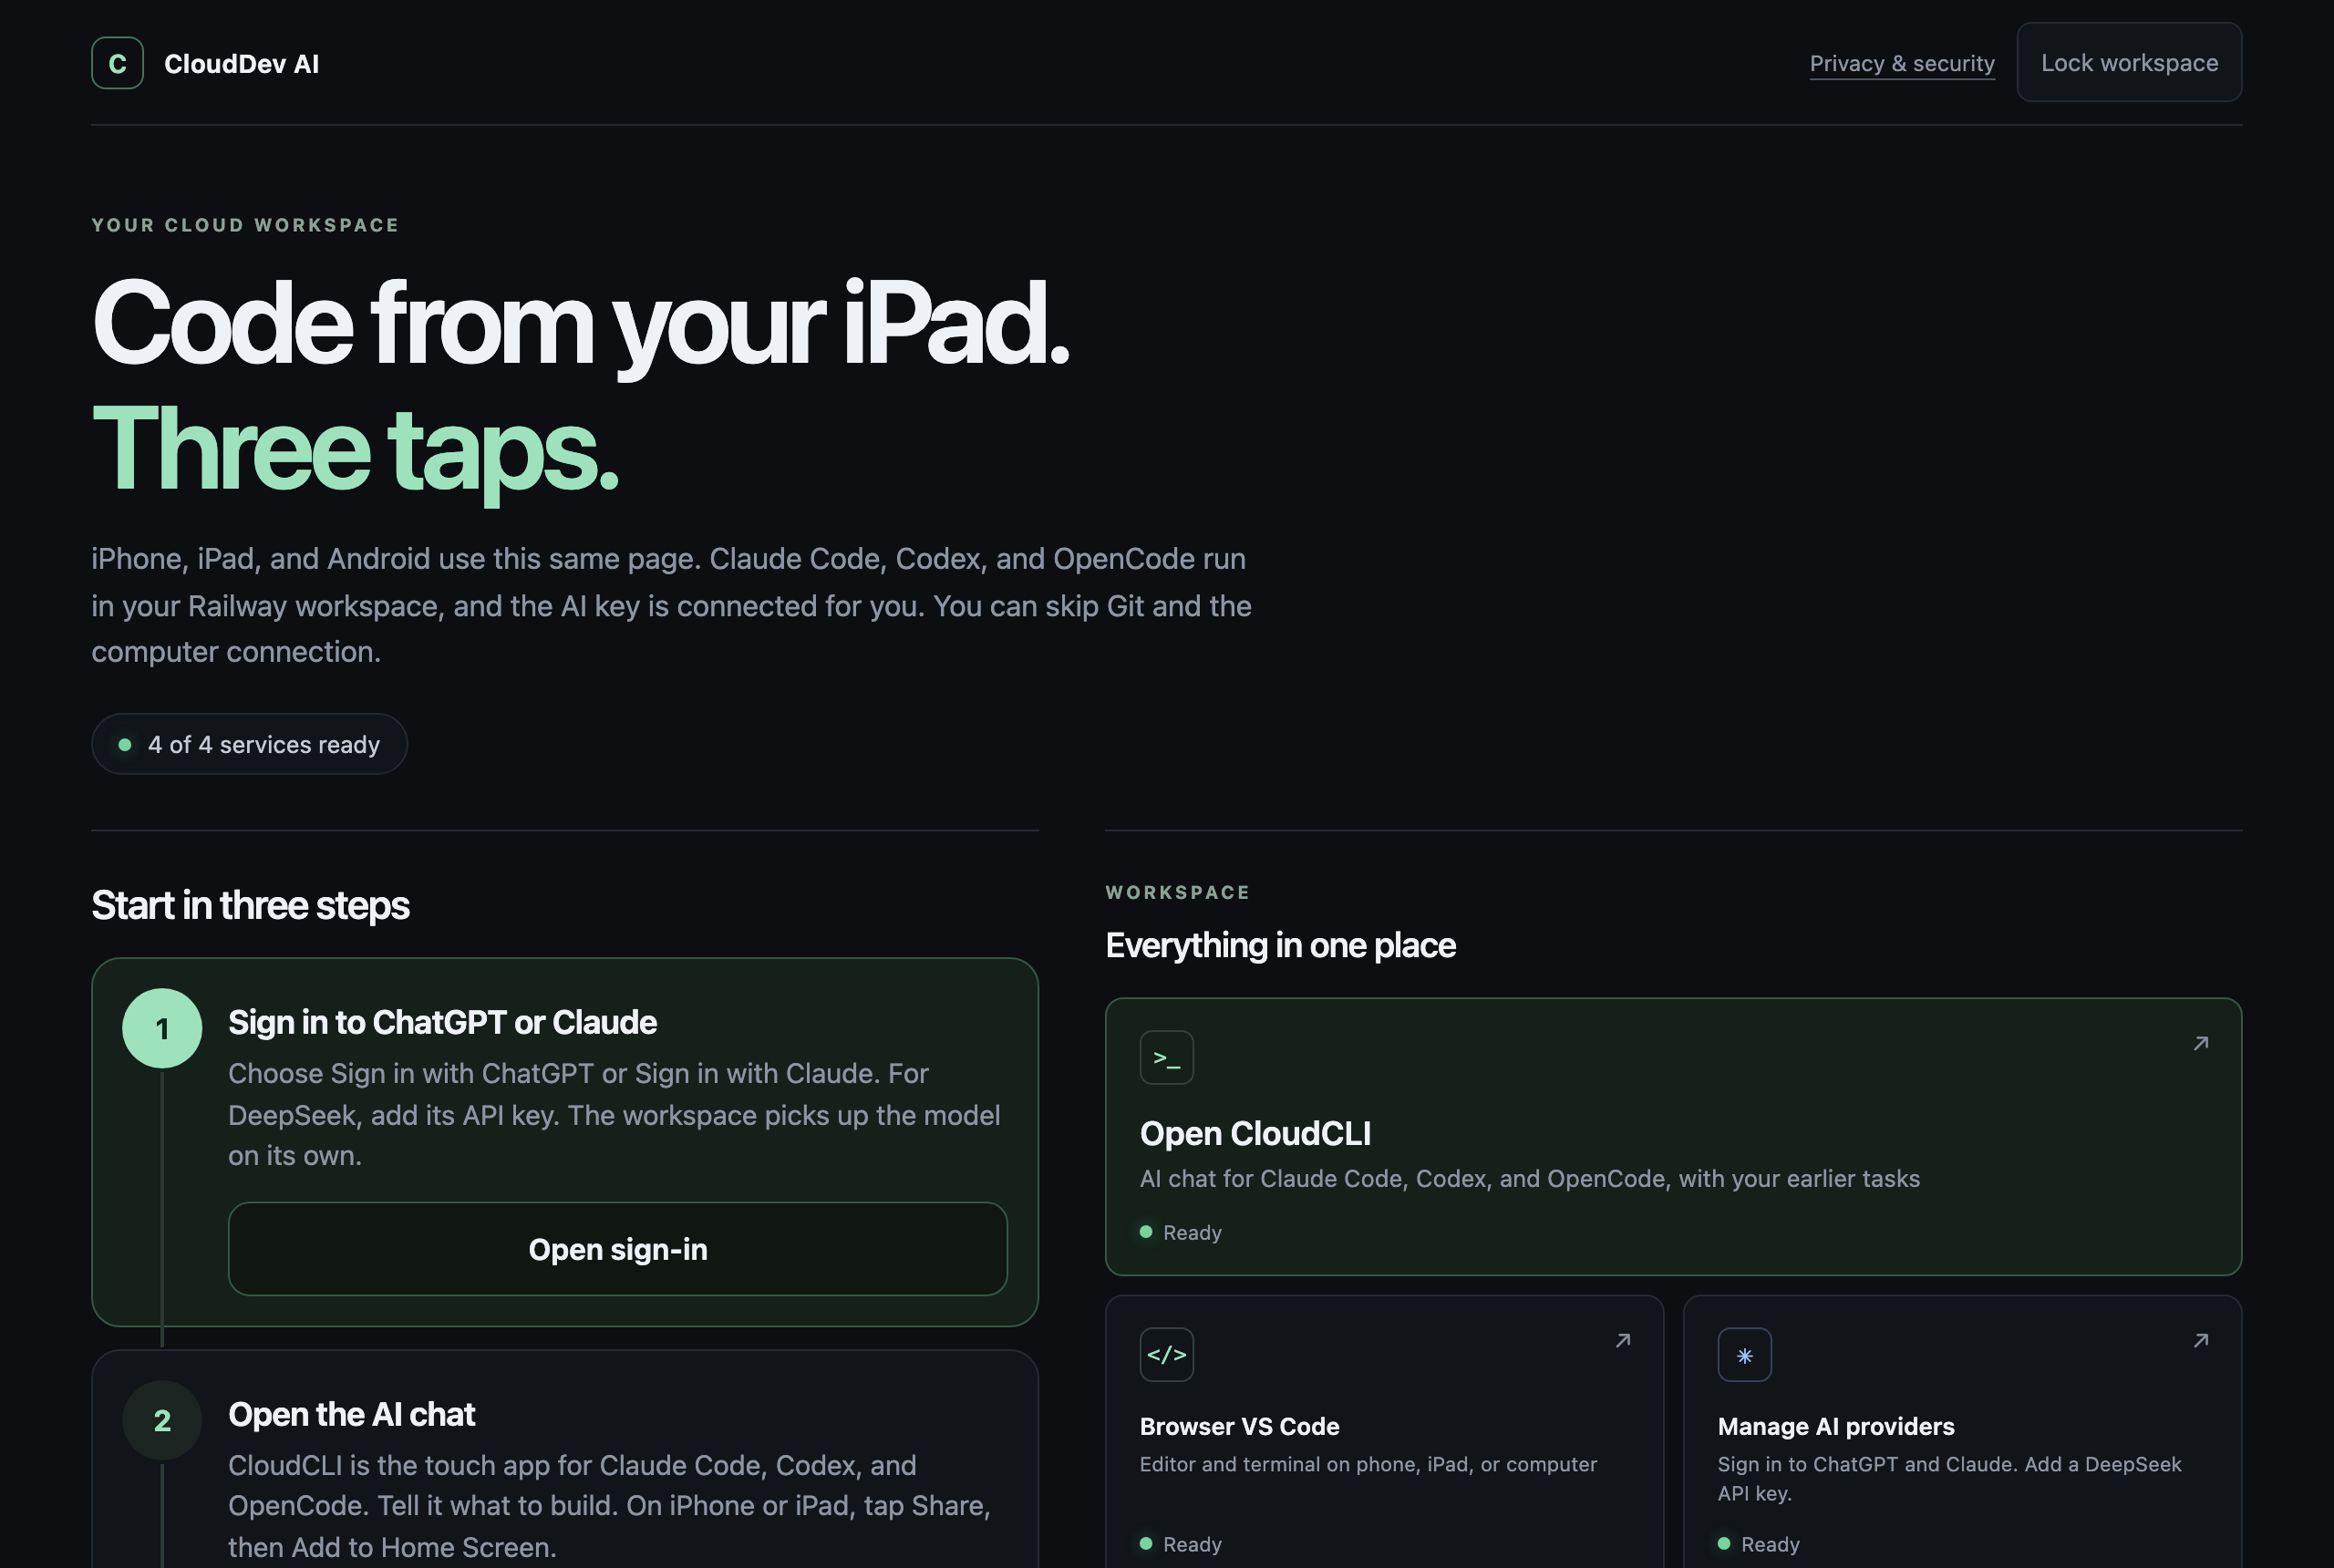 C
CloudDev AI
Privacy & security
Lock workspace
YOUR CLOUD WORKSPACE
Code from your iPad.
Three taps.
iPhone, iPad, and Android use this same page. Claude Code, Codex, and OpenCode run
in your Railway workspace, and the AI key is connected for you. You can skip Git and the
computer connection.
4 of 4 services ready
Start in three steps
1
Sign in to ChatGPT or Claude
Choose Sign in with ChatGPT or Sign in with Claude. For
DeepSeek, add its API key. The workspace picks up the model
on its own.
Open sign-in
2
Open the AI chat
CloudCLI is the touch app for Claude Code, Codex, and
OpenCode. Tell it what to build. On iPhone or iPad, tap Share,
then Add to Home Screen.
WORKSPACE
Everything in one place
>_
Open CloudCLI
AI chat for Claude Code, Codex, and OpenCode, with your earlier tasks
Ready
</>
Browser VS Code
Editor and terminal on phone, iPad, or computer
Ready
Manage AI providers
Sign in to ChatGPT and Claude. Add a DeepSeek
API key.
Ready